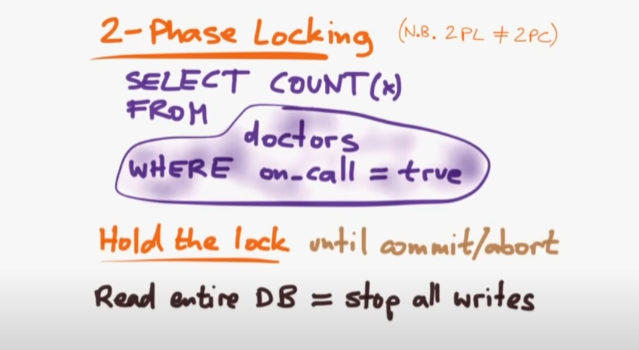 2-Phase Locking (N.B. 2PL ≠ 2PC)
SELECT COUNT(*)
FROM
doctors
WHERE on_call = true
Hold the lock until commit/abort
Read entire DB = stop all writes